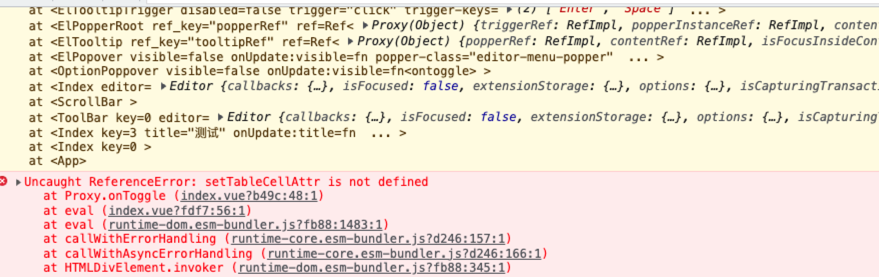 at <ElTooltipTrigger disabled=false trigger="click" trigger-keys= ▶(2) ['Enter', 'Space'] ... >
at <ElPopperRoot ref_key="popperRef" ref=Ref< ▶Proxy(Object) {triggerRef: RefImpl, popperInstanceRef: RefImpl, conten
at <ElTooltip ref_key="tooltipRef" ref=Ref< ▶Proxy(Object) {popperRef: RefImpl, contentRef: RefImpl, isFocusInsideCon
at <ElPopover visible=false onUpdate:visible=fn popper-class="editor-menu-popper" ... >
at <OptionPoppover visible=false onUpdate:visible=fn<ontoggle> >
at <Index editor= ▶Editor {callbacks: {…}, isFocused: false, extensionStorage: {…}, options: {…}, isCapturingTransacti
at <ScrollBar >
at <ToolBar key=0 editor= ▶Editor {callbacks: {…}, isFocused: false, extensionStorage: {…}, options: {…}, isCapturing
at <Index key=3 title="测试" onUpdate:title=fn ... >
at <Index key=0 >
at <App>
▶Uncaught ReferenceError: setTableCellAttr is not defined
at Proxy.onToggle (index.vue?b49c:48:1)
at eval (index.vue?fdf7:56:1)
at eval (runtime-dom.esm-bundler.js?fb88:1483:1)
at callWithErrorHandling (runtime-core.esm-bundler.js?d246:157:1)
at callWithAsyncErrorHandling (runtime-core.esm-bundler.js?d246:166:1)
at HTMLDivElement.invoker (runtime-dom.esm-bundler.js?fb88:345:1)